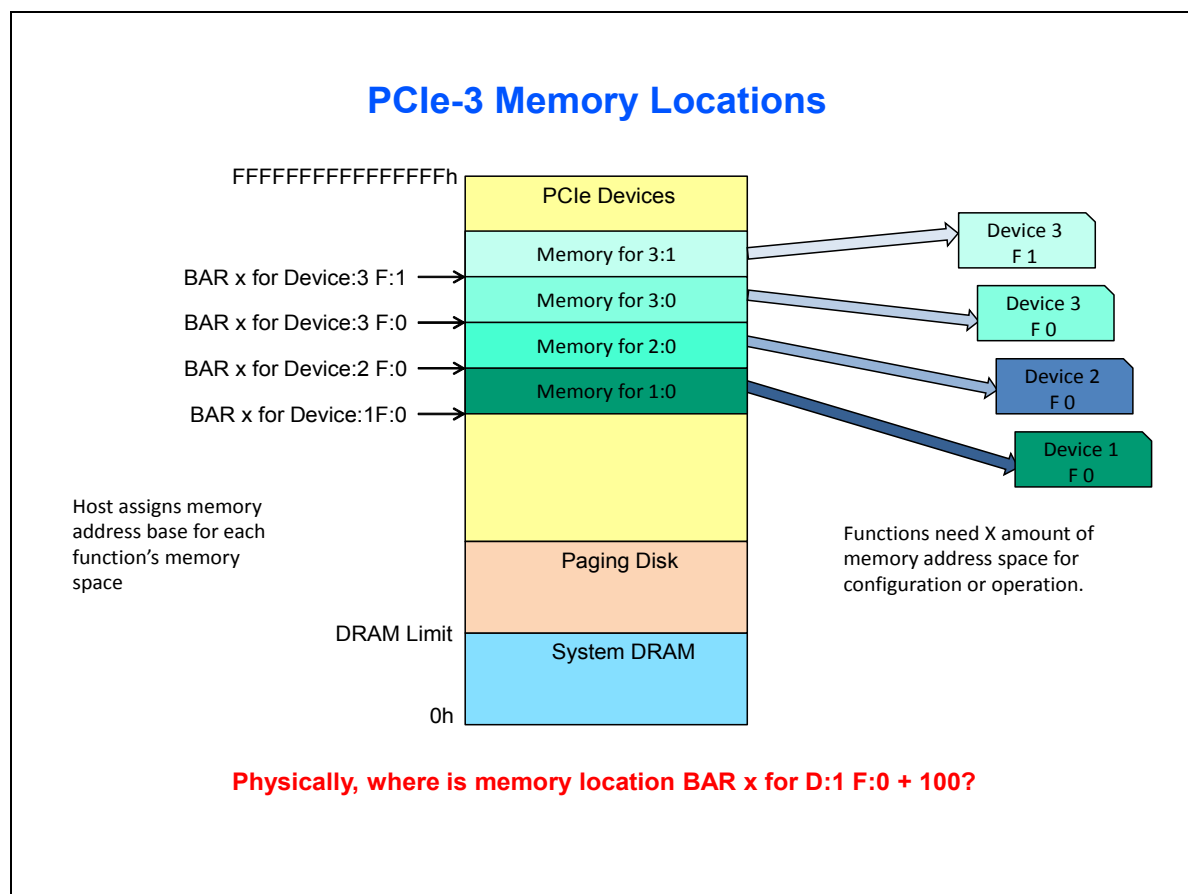 PCIe-3 Memory Locations
FFFFFFFFFFFFFFFFh
PCIe Devices
Memory for 3:1
Device 3
F 1
BAR x for Device:3 F:1
Memory for 3:0
Device 3
F 0
BAR x for Device:3 F:0
Memory for 2:0
Device 2
F 0
BAR x for Device:2 F:0
Memory for 1:0
BAR x for Device:1F:0
Device 1
F 0
Host assigns memory
address base for each
function’s memory
space
Functions need X amount of
memory address space for
configuration or operation.
Paging Disk
DRAM Limit
System DRAM
0h
Physically, where is memory location BAR x for D:1 F:0 + 100?